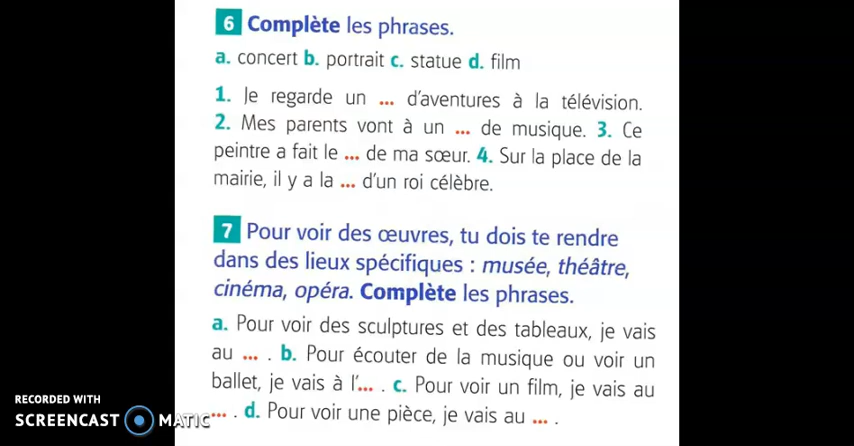 6 Complète les phrases.
a. concert b. portrait c. statue d. film
1. Je regarde un ... d'aventures à la télévision.
2. Mes parents vont à un ... de musique. 3. Ce
peintre a fait le ... de ma sœur. 4. Sur la place de la
mairie, il y a la ... d'un roi célèbre.
7 Pour voir des œuvres, tu dois te rendre
dans des lieux spécifiques : musée, théâtre,
cinéma, opéra. Complète les phrases.
a. Pour voir des sculptures et des tableaux, je vais
au ... . b. Pour écouter de la musique ou voir un
ballet, je vais à l'... . c. Pour voir un film, je vais au
... . d. Pour voir une pièce, je vais au ... .
RECORDED WITH
SCREENCAST MATIC